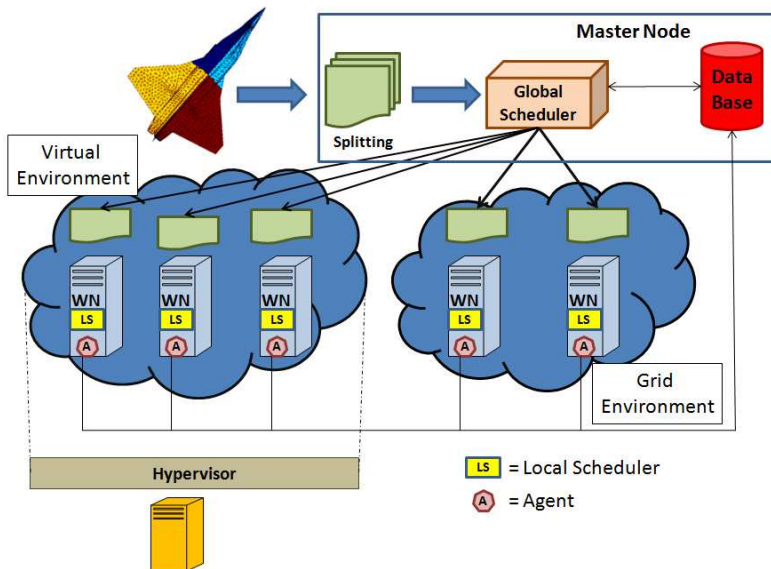 Master Node
Data
Base
Global
Scheduler
Splitting
Virtual
Environment
WN
LS
A
WN
LS
A
WN
LS
A
WN
LS
A
WN
LS
A
Grid
Environment
Hypervisor
LS = Local Scheduler
A = Agent